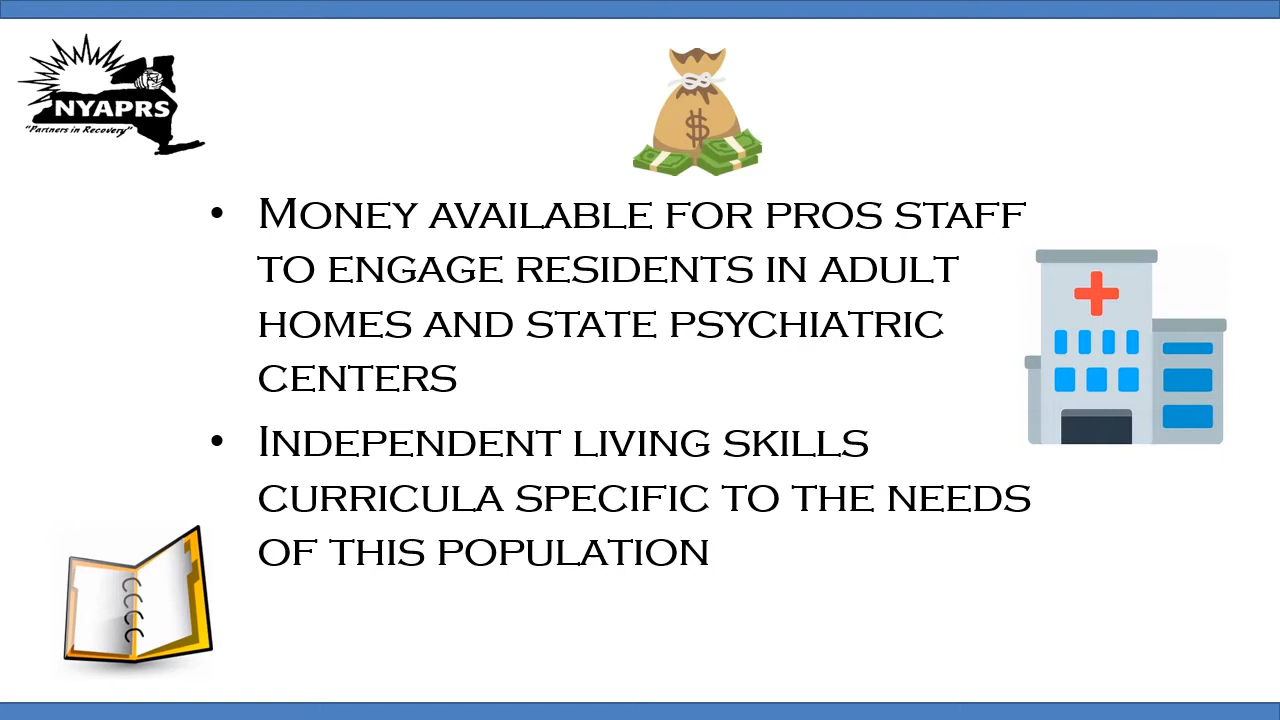 NYAPRS
"Partners in Recovery"
$
• Money available for PROS staff
to engage residents in adult
homes and state psychiatric
centers
• Independent living skills
curricula specific to the needs
of this population